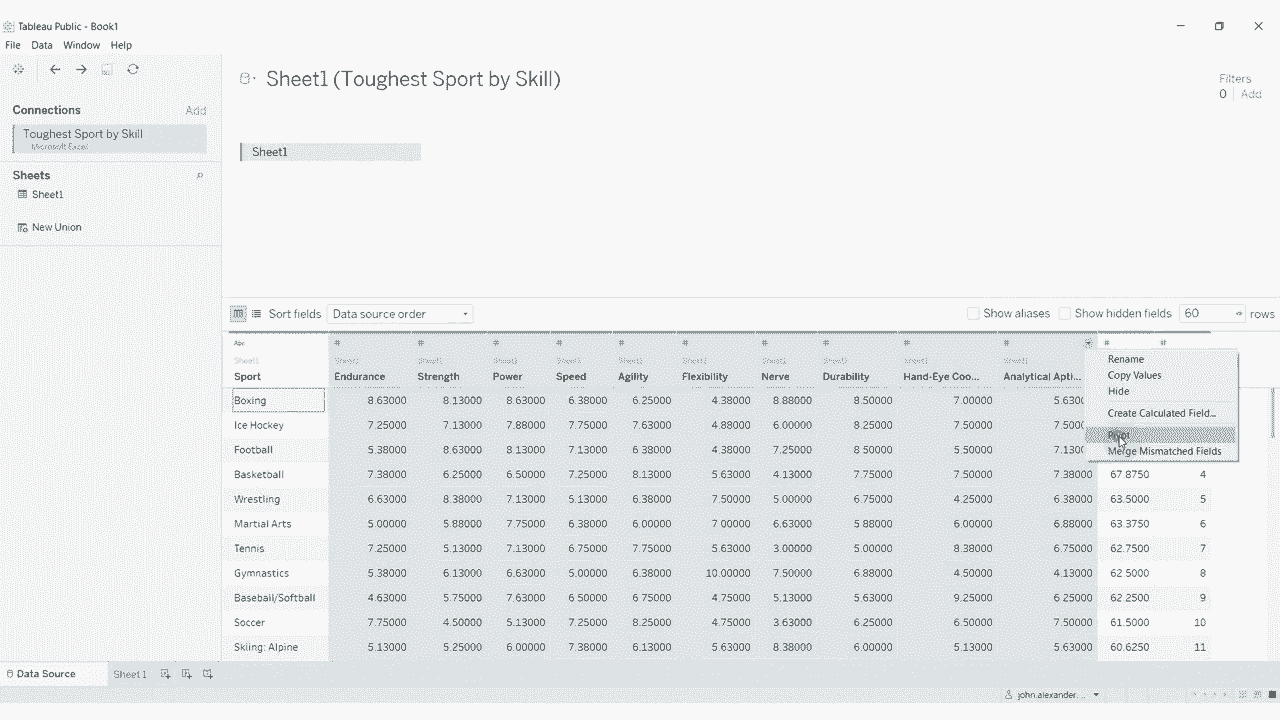 Tableau Public - Book1
File Data Window Help
Connections Add
Toughest Sport by Skill
Microsoft Excel
Sheets
Sheet1
New Union
Sheet1 (Toughest Sport by Skill)
Filters
0 Add
Sheet1
Sort fields Data source order
Show aliases Show hidden fields 60 rows
Abc # # # # # # # # # # # #
Sheet1 Sheet1 Sheet1 Sheet1 Sheet1 Sheet1 Sheet1 Sheet1 Sheet1 Sheet1 Sheet1
Sport Endurance Strength Power Speed Agility Flexibility Nerve Durability Hand-Eye Coo... Analytical Apti...
Boxing 8.63000 8.13000 8.63000 6.38000 6.25000 4.38000 8.88000 8.50000 7.00000 5.6300
Ice Hockey 7.25000 7.13000 7.88000 7.75000 7.63000 4.88000 6.00000 8.25000 7.50000 7.5000
Football 5.38000 8.63000 8.13000 7.13000 6.38000 4.38000 7.25000 8.50000 5.50000 7.1300
Basketball 7.38000 6.25000 6.50000 7.25000 8.13000 5.63000 4.13000 7.75000 7.50000 7.38000 67.8750 4
Wrestling 6.63000 8.38000 7.13000 5.13000 6.38000 7.50000 5.00000 6.75000 4.25000 6.38000 63.5000 5
Martial Arts 5.00000 5.88000 7.75000 6.38000 6.00000 7.00000 6.63000 5.88000 6.00000 6.88000 63.3750 6
Tennis 7.25000 5.13000 7.13000 6.75000 7.75000 5.63000 3.00000 5.00000 8.38000 6.75000 62.7500 7
Gymnastics 5.38000 6.13000 6.63000 5.00000 6.38000 10.00000 7.50000 6.88000 4.50000 4.13000 62.5000 8
Baseball/Softball 4.63000 5.75000 7.63000 6.50000 6.75000 4.75000 5.13000 5.63000 9.25000 6.25000 62.2500 9
Soccer 7.75000 4.50000 5.13000 7.25000 8.25000 4.75000 3.63000 6.25000 6.50000 7.50000 61.5000 10
Skiing: Alpine 5.13000 5.25000 6.00000 7.38000 6.13000 5.63000 8.38000 6.00000 5.13000 5.63000 60.6250 11
Rename
Copy Values
Hide
Create Calculated Field...
Merge Mismatched Fields
Data Source Sheet 1
john.alexander....